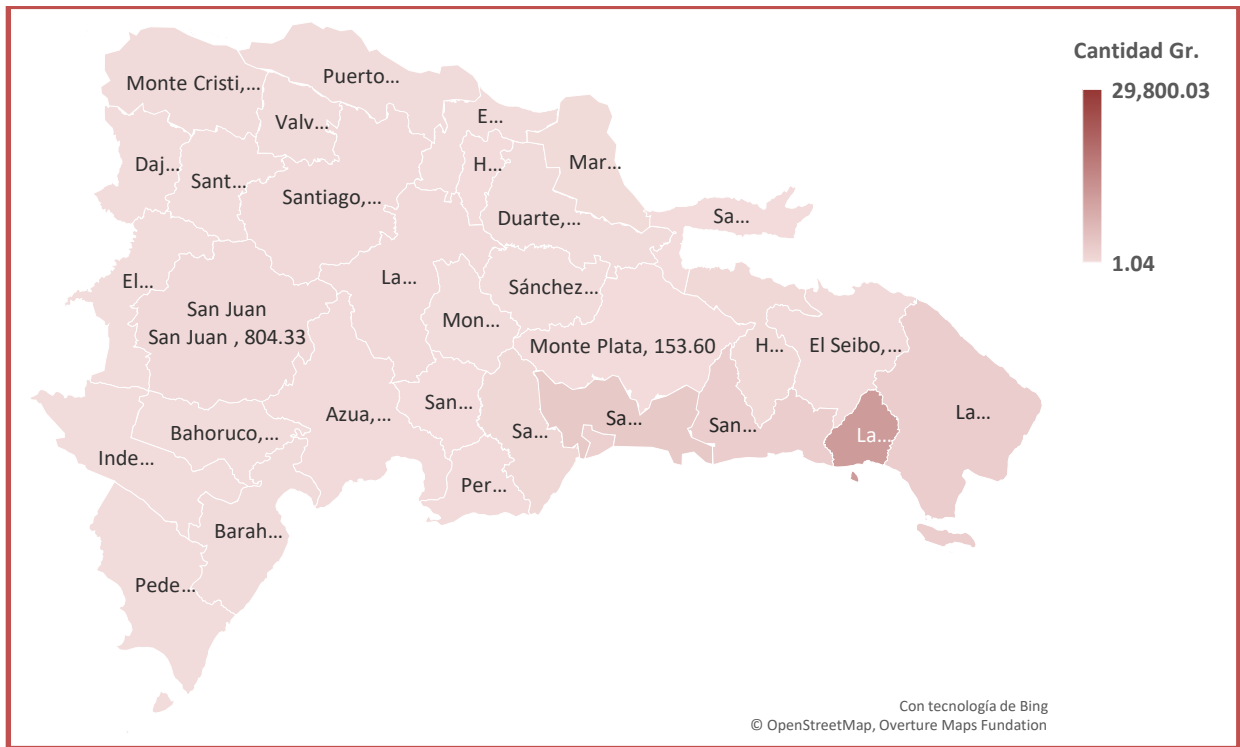 Cantidad Gr.
29,800.03
1.04
Monte Cristi,...
Puerto...
Valv...
E...
Daj...
Sant...
H...
Mar...
Santiago,...
Duarte,...
Sa...
El...
La...
Sánchez...
San Juan
San Juan , 804.33
Mon...
Monte Plata, 153.60
H...
El Seibo,...
Azua,...
San...
Sa...
Sa...
San...
La...
La...
Bahoruco,...
Inde...
Per...
Barah...
Pede...
Con tecnología de Bing
© OpenStreetMap, Overture Maps Fundation